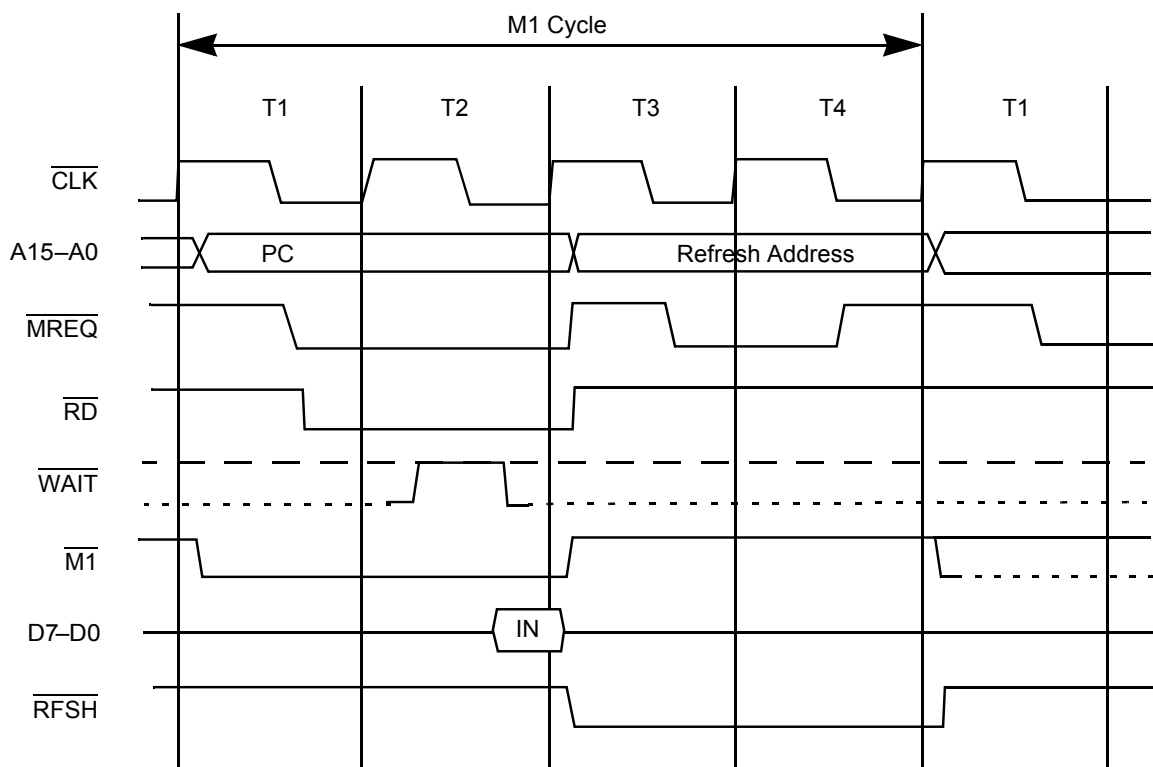 M1 Cycle
T1 T2 T3 T4 T1
CLK
A15–A0 PC Refresh Address
MREQ
RD
WAIT
M1
D7–D0 IN
RFSH